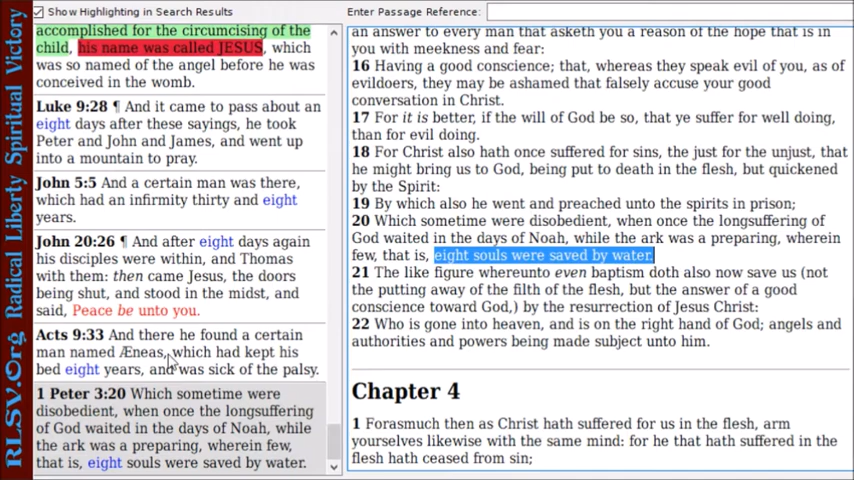 RLSV.Org Radical Liberty Spiritual Victory
Show Highlighting in Search Results
accomplished for the circumcising of the
child, his name was called JESUS, which
was so named of the angel before he was
conceived in the womb.
Luke 9:28 ¶ And it came to pass about an
eight days after these sayings, he took
Peter and John and James, and went up
into a mountain to pray.
John 5:5 And a certain man was there,
which had an infirmity thirty and eight
years.
John 20:26 ¶ And after eight days again
his disciples were within, and Thomas
with them: then came Jesus, the doors
being shut, and stood in the midst, and
said, Peace be unto you.
Acts 9:33 And there he found a certain
man named Æneas, which had kept his
bed eight years, and was sick of the palsy.
1 Peter 3:20 Which sometime were
disobedient, when once the longsuffering
of God waited in the days of Noah, while
the ark was a preparing, wherein few,
that is, eight souls were saved by water.
Enter Passage Reference:
an answer to every man that asketh you a reason of the hope that is in
you with meekness and fear:
16 Having a good conscience; that, whereas they speak evil of you, as of
evildoers, they may be ashamed that falsely accuse your good
conversation in Christ.
17 For it is better, if the will of God be so, that ye suffer for well doing,
than for evil doing.
18 For Christ also hath once suffered for sins, the just for the unjust, that
he might bring us to God, being put to death in the flesh, but quickened
by the Spirit:
19 By which also he went and preached unto the spirits in prison;
20 Which sometime were disobedient, when once the longsuffering of
God waited in the days of Noah, while the ark was a preparing, wherein
few, that is, eight souls were saved by water.
21 The like figure whereunto even baptism doth also now save us (not
the putting away of the filth of the flesh, but the answer of a good
conscience toward God,) by the resurrection of Jesus Christ:
22 Who is gone into heaven, and is on the right hand of God; angels and
authorities and powers being made subject unto him.
Chapter 4
1 Forasmuch then as Christ hath suffered for us in the flesh, arm
yourselves likewise with the same mind: for he that hath suffered in the
flesh hath ceased from sin;